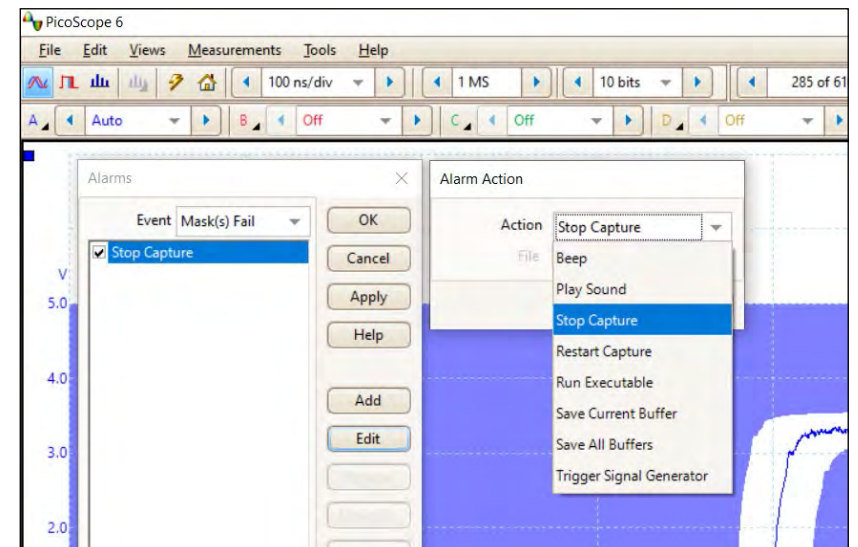 PicoScope 6
File Edit Views Measurements Tools Help
100 ns/div 1 MS 10 bits 285 of 61
A Auto B Off C Off D Off
Alarms
Event Mask(s) Fail
Stop Capture
OK
Cancel
Apply
Help
Add
Edit
Alarm Action
Action Stop Capture
File
Beep
Play Sound
Stop Capture
Restart Capture
Run Executable
Save Current Buffer
Save All Buffers
Trigger Signal Generator
V
5.0
4.0
3.0
2.0